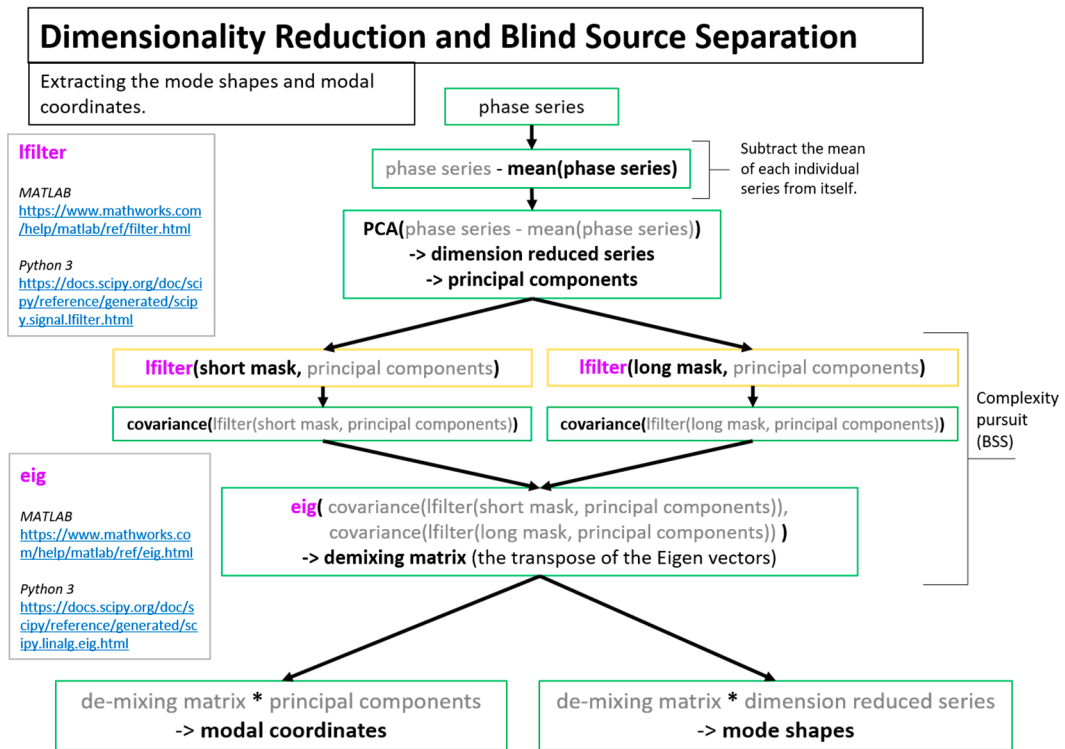 Dimensionality Reduction and Blind Source Separation
Extracting the mode shapes and modal
coordinates.
phase series
lfilter
MATLAB
https://www.mathworks.com
/help/matlab/ref/filter.html
Python 3
https://docs.scipy.org/doc/sci
py/reference/generated/scip
y.signal.lfilter.html
phase series - mean(phase series)
Subtract the mean
of each individual
series from itself.
PCA(phase series - mean(phase series))
-> dimension reduced series
-> principal components
lfilter(short mask, principal components)
lfilter(long mask, principal components)
covariance(lfilter(short mask, principal components))
covariance(lfilter(long mask, principal components))
Complexity
pursuit
(BSS)
eig
MATLAB
https://www.mathworks.co
m/help/matlab/ref/eig.html
Python 3
https://docs.scipy.org/doc/s
cipy/reference/generated/sc
ipy.linalg.eig.html
eig( covariance(lfilter(short mask, principal components)),
covariance(lfilter(long mask, principal components)) )
-> demixing matrix (the transpose of the Eigen vectors)
de-mixing matrix * principal components
-> modal coordinates
de-mixing matrix * dimension reduced series
-> mode shapes